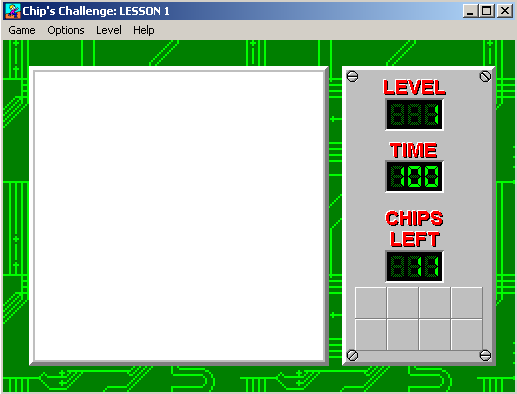 Chip's Challenge: LESSON 1
Game Options Level Help
LEVEL
1
TIME
100
CHIPS
LEFT
11